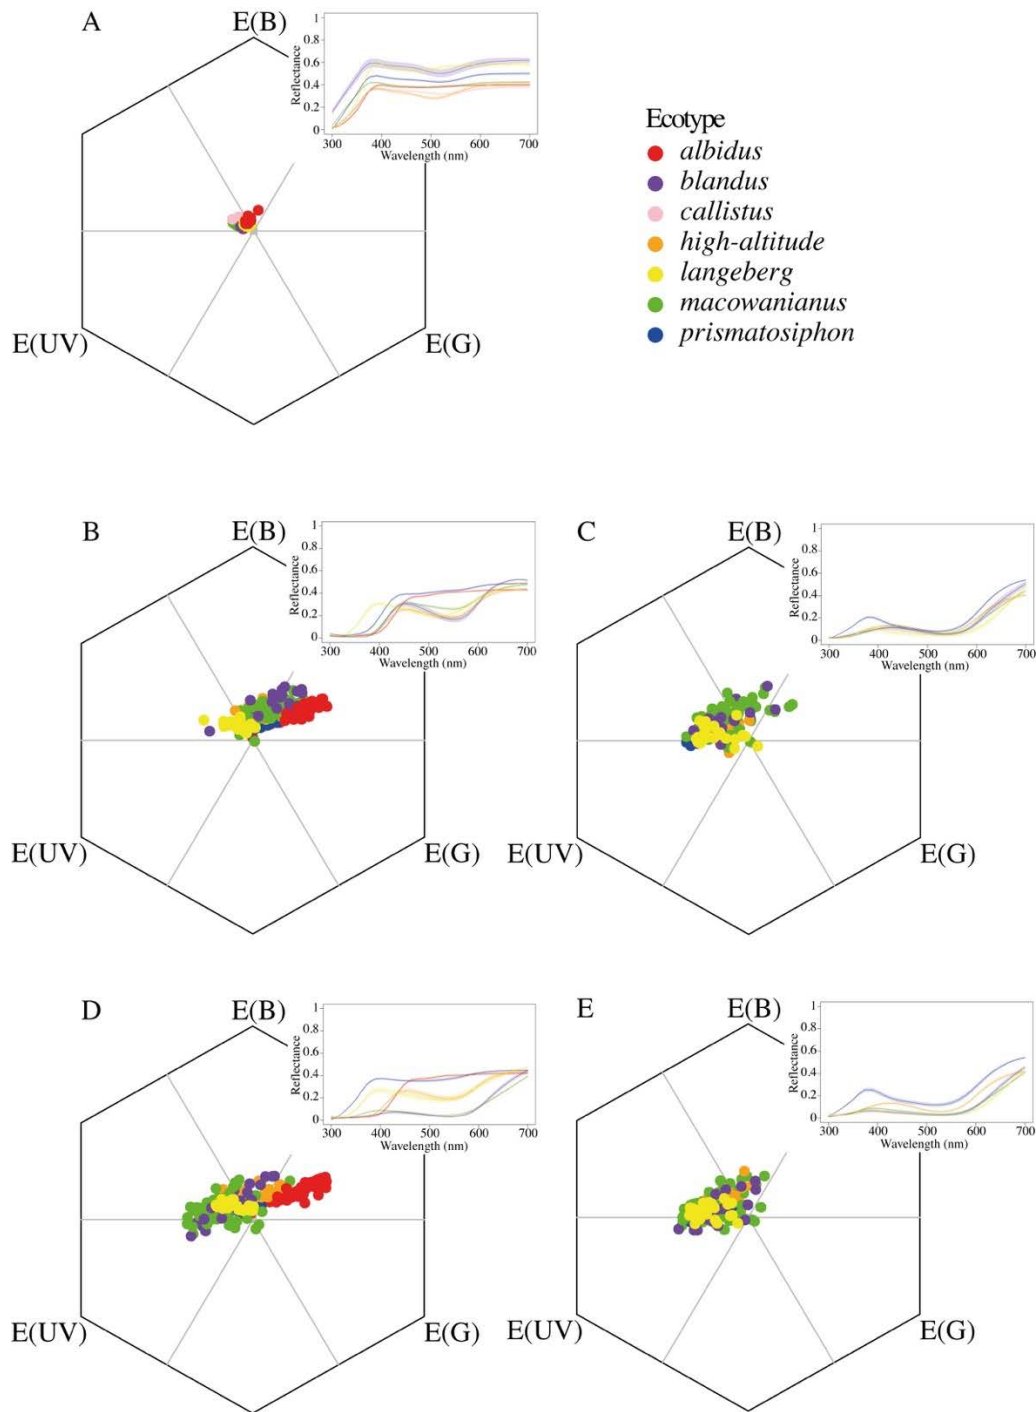 A
E(B)
E(UV)
E(G)
Reflectance
1
0.8
0.6
0.4
0.2
0
300 400 500 600 700
Wavelength (nm)
Ecotype
albidus
blandus
callistus
high-altitude
langeberg
macowanianus
prismatosiphon
B
E(B)
E(UV)
E(G)
Reflectance
1
0.8
0.6
0.4
0.2
0
300 400 500 600 700
Wavelength (nm)
C
E(B)
E(UV)
E(G)
Reflectance
1
0.8
0.6
0.4
0.2
0
300 400 500 600 700
Wavelength (nm)
D
E(B)
E(UV)
E(G)
Reflectance
1
0.8
0.6
0.4
0.2
0
300 400 500 600 700
Wavelength (nm)
E
E(B)
E(UV)
E(G)
Reflectance
1
0.8
0.6
0.4
0.2
0
300 400 500 600 700
Wavelength (nm)